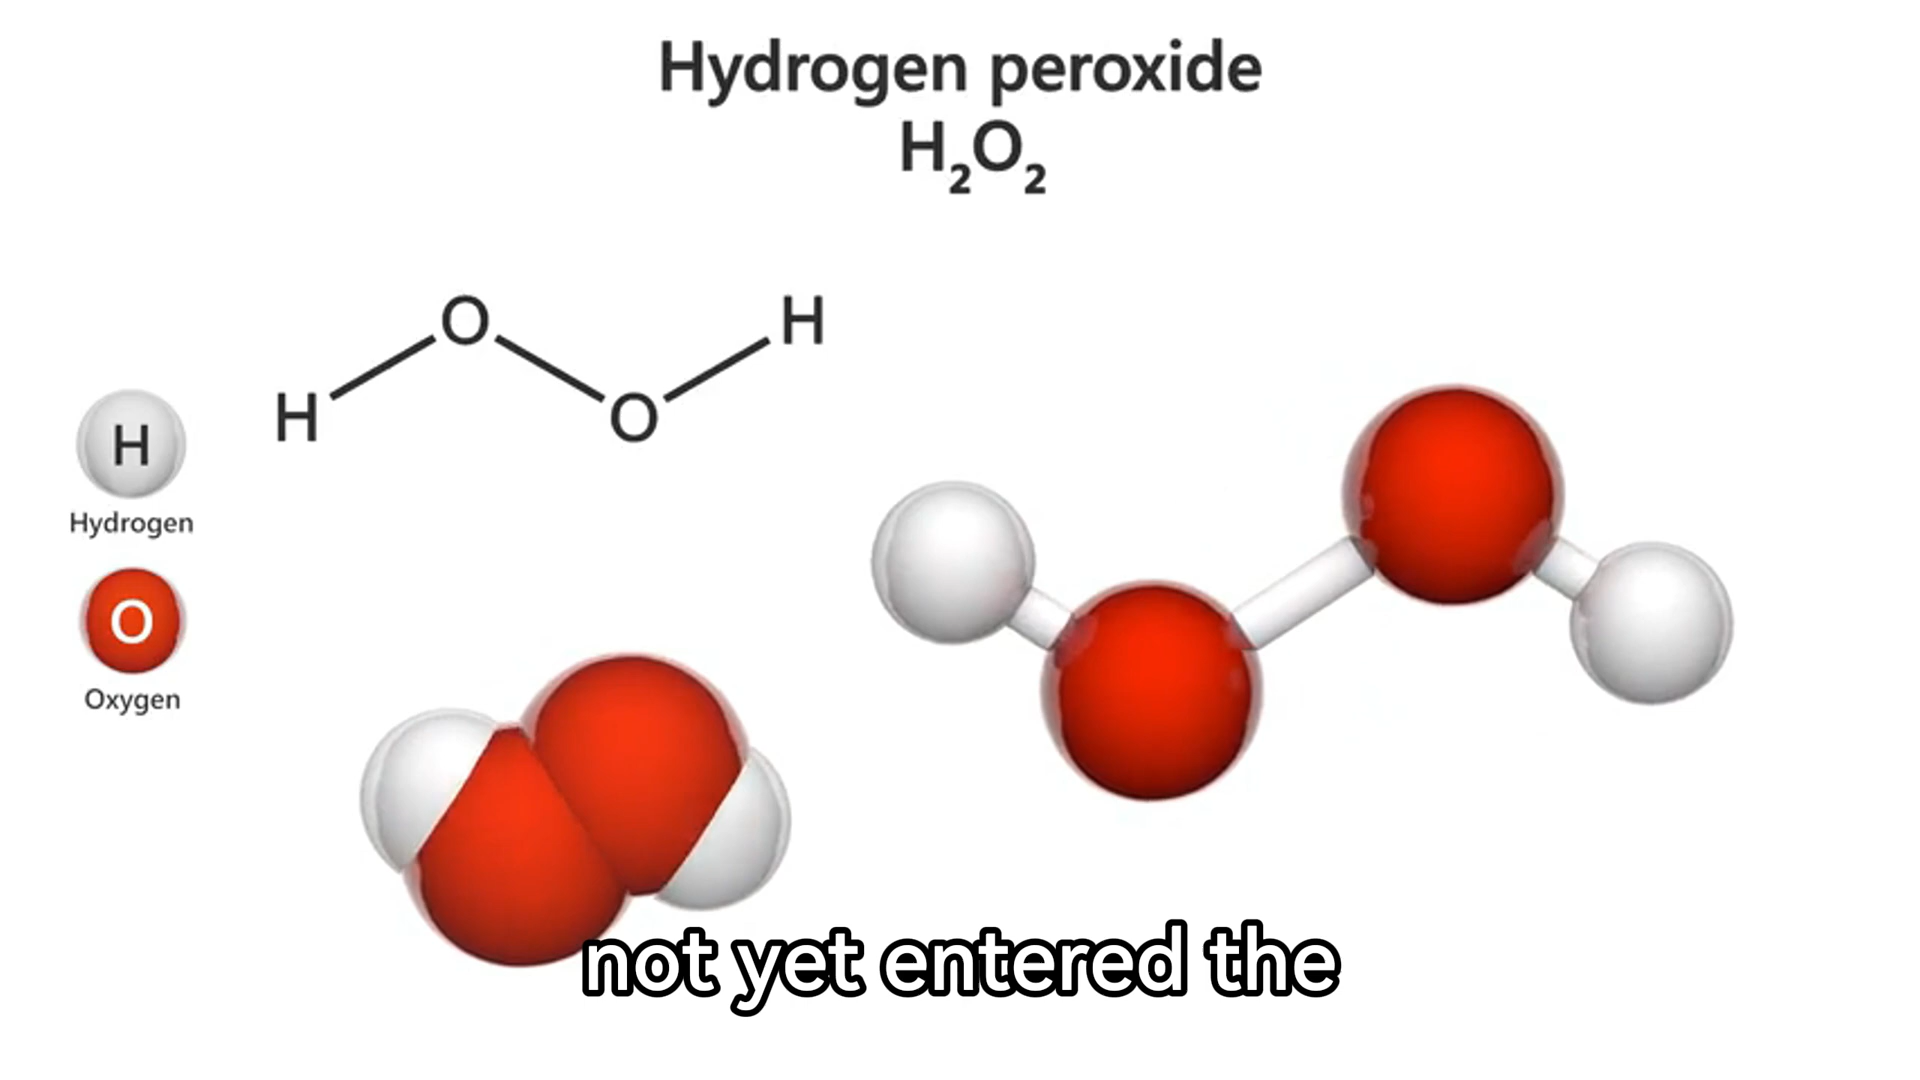 Hydrogen peroxide
H₂O₂
O
H
H
O
H
Hydrogen
O
Oxygen
not yet entered the